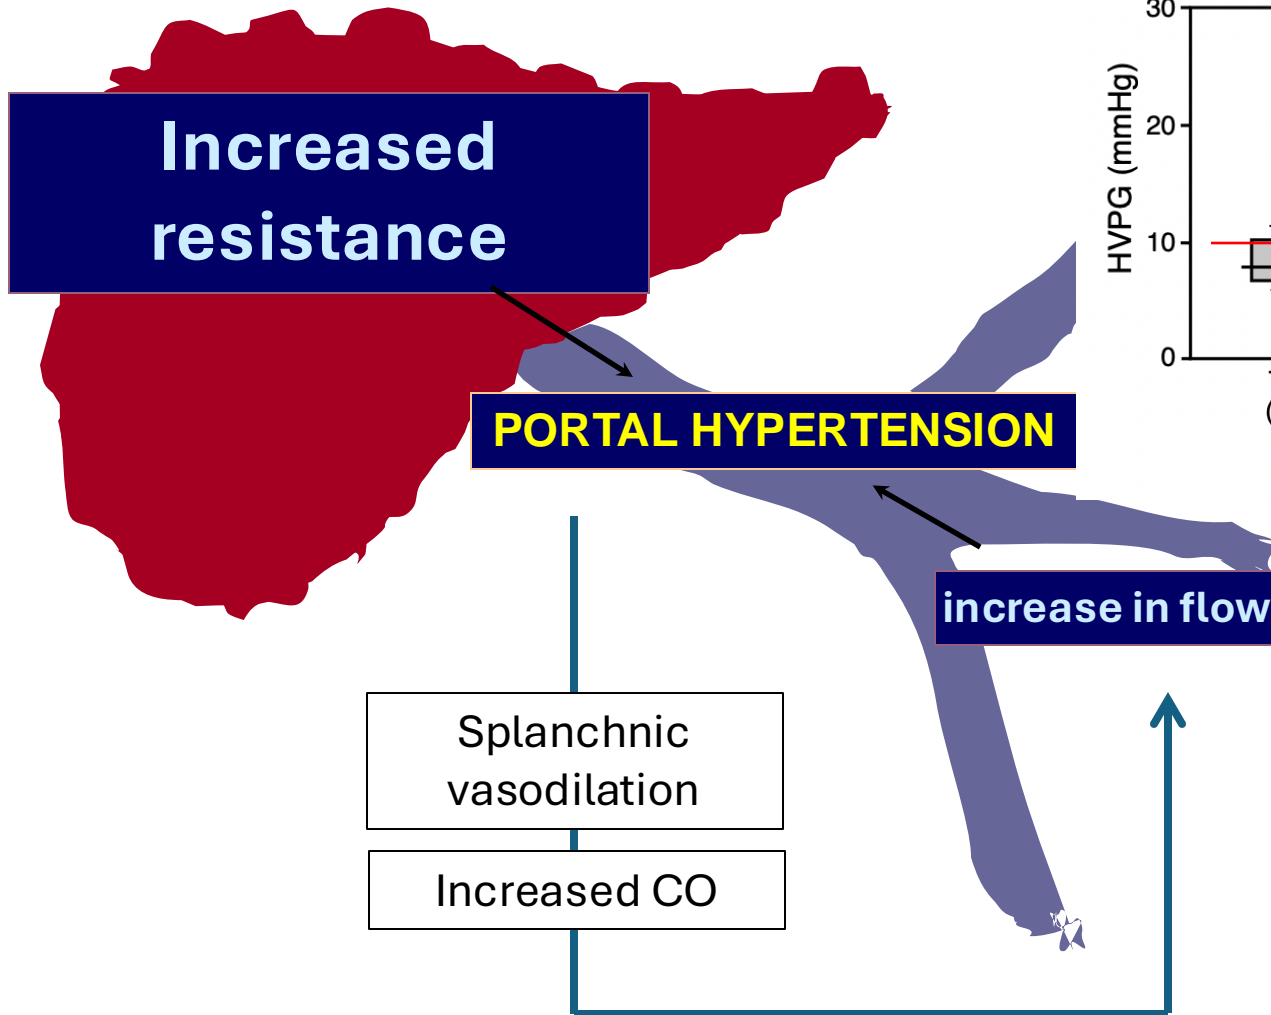 Increased
resistance
PORTAL HYPERTENSION
increase in flow
Splanchnic
vasodilation
Increased CO
HVPG (mmHg)
30
20
10
0
(